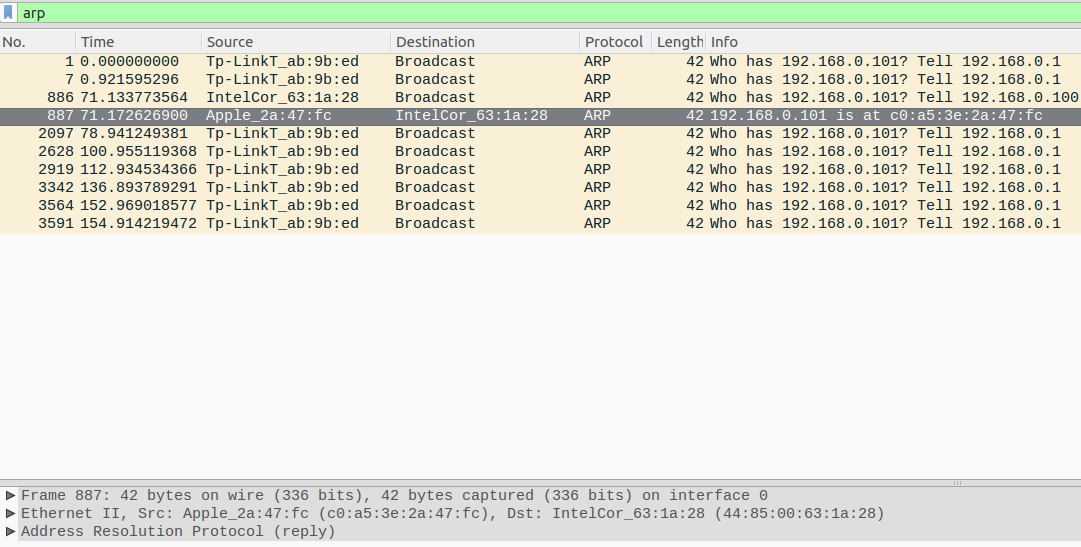 arp
No. Time Source Destination Protocol Length Info
1 0.000000000 Tp-LinkT_ab:9b:ed Broadcast ARP 42 Who has 192.168.0.101? Tell 192.168.0.1
7 0.921595296 Tp-LinkT_ab:9b:ed Broadcast ARP 42 Who has 192.168.0.101? Tell 192.168.0.1
886 71.133773564 IntelCor_63:1a:28 Broadcast ARP 42 Who has 192.168.0.101? Tell 192.168.0.100
887 71.172626900 Apple_2a:47:fc IntelCor_63:1a:28 ARP 42 192.168.0.101 is at c0:a5:3e:2a:47:fc
2097 78.941249381 Tp-LinkT_ab:9b:ed Broadcast ARP 42 Who has 192.168.0.101? Tell 192.168.0.1
2628 100.955119368 Tp-LinkT_ab:9b:ed Broadcast ARP 42 Who has 192.168.0.101? Tell 192.168.0.1
2919 112.934534366 Tp-LinkT_ab:9b:ed Broadcast ARP 42 Who has 192.168.0.101? Tell 192.168.0.1
3342 136.893789291 Tp-LinkT_ab:9b:ed Broadcast ARP 42 Who has 192.168.0.101? Tell 192.168.0.1
3564 152.969018577 Tp-LinkT_ab:9b:ed Broadcast ARP 42 Who has 192.168.0.101? Tell 192.168.0.1
3591 154.914219472 Tp-LinkT_ab:9b:ed Broadcast ARP 42 Who has 192.168.0.101? Tell 192.168.0.1
Frame 887: 42 bytes on wire (336 bits), 42 bytes captured (336 bits) on interface 0
Ethernet II, Src: Apple_2a:47:fc (c0:a5:3e:2a:47:fc), Dst: IntelCor_63:1a:28 (44:85:00:63:1a:28)
Address Resolution Protocol (reply)